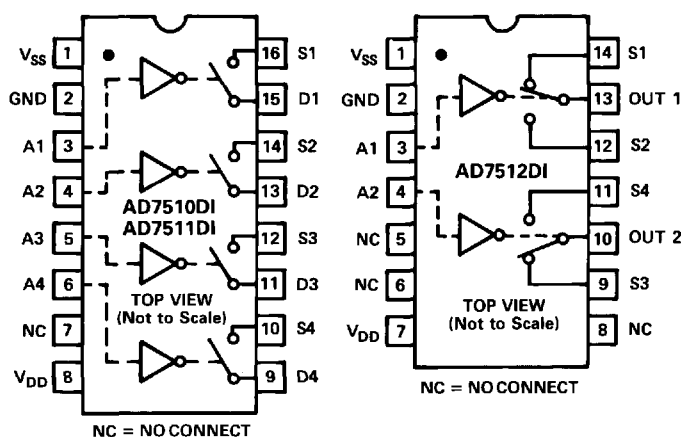 V_SS 1 16 S1
GND 2 15 D1
A1 3 14 S2
A2 4 13 D2
AD7510DI
AD7511DI
A3 5 12 S3
A4 6 11 D3
TOP VIEW
(Not to Scale)
NC 7 10 S4
V_DD 8 9 D4
NC = NO CONNECT
V_SS 1 14 S1
GND 2 13 OUT 1
A1 3 12 S2
AD7512DI
A2 4 11 S4
NC 5 10 OUT 2
NC 6 9 S3
TOP VIEW
(Not to Scale)
V_DD 7 8 NC
NC = NO CONNECT